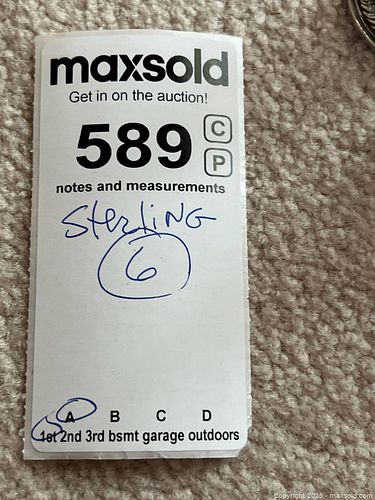 maxsold
Get in on the auction!
589 C
P
notes and measurements
Sterling
6
A B C D
1st 2nd 3rd bsmt garage outdoors
Copyright 2025 - maxsold.com